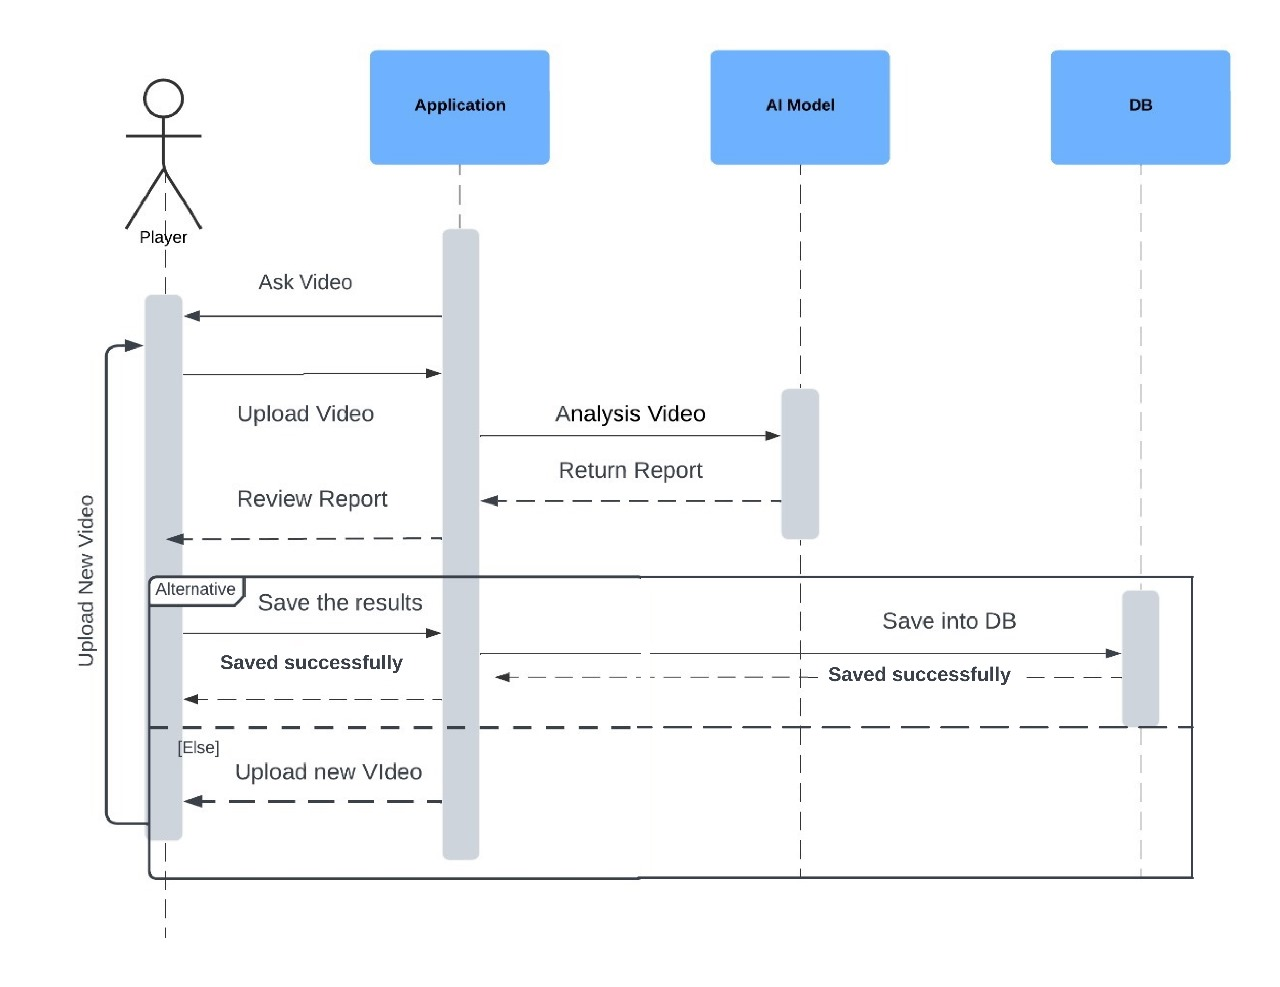 Application
AI Model
DB
Player
Ask Video
Upload Video
Analysis Video
Return Report
Review Report
Upload New Video
Alternative
Save the results
Save into DB
Saved successfully
Saved successfully
[Else]
Upload new VIdeo